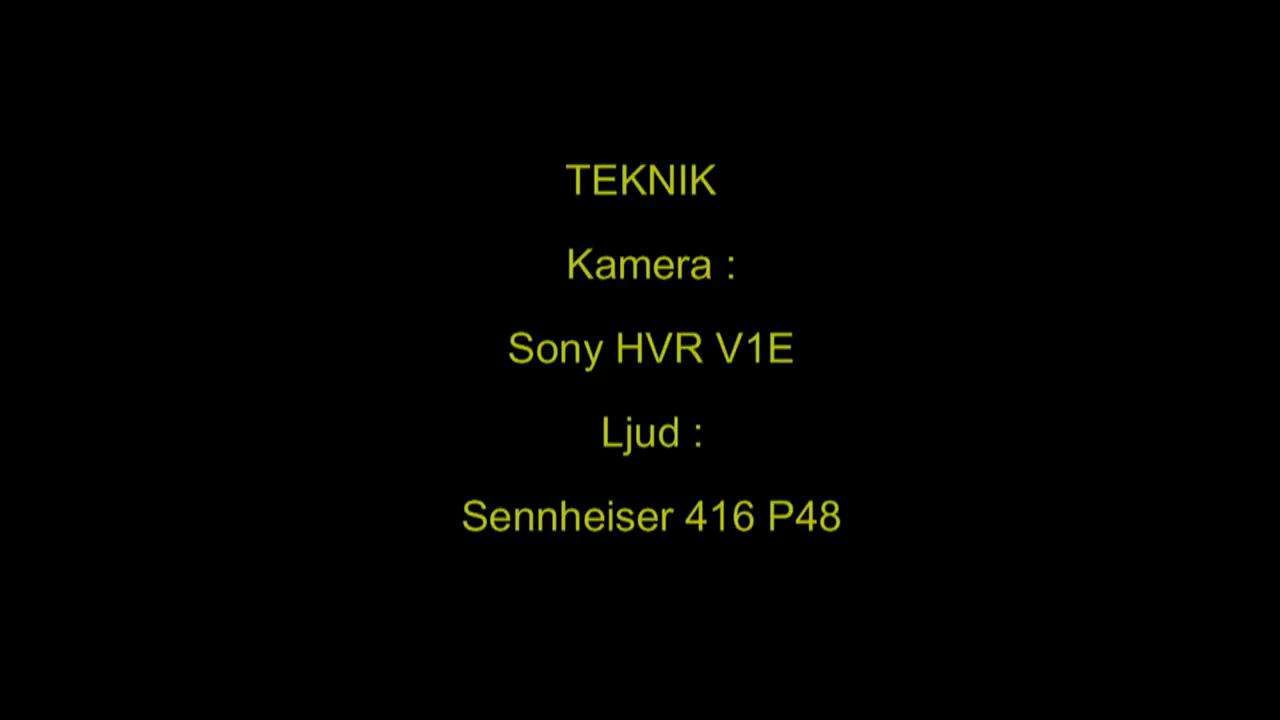 TEKNIK
Kamera :
Sony HVR V1E
Ljud :
Sennheiser 416 P48